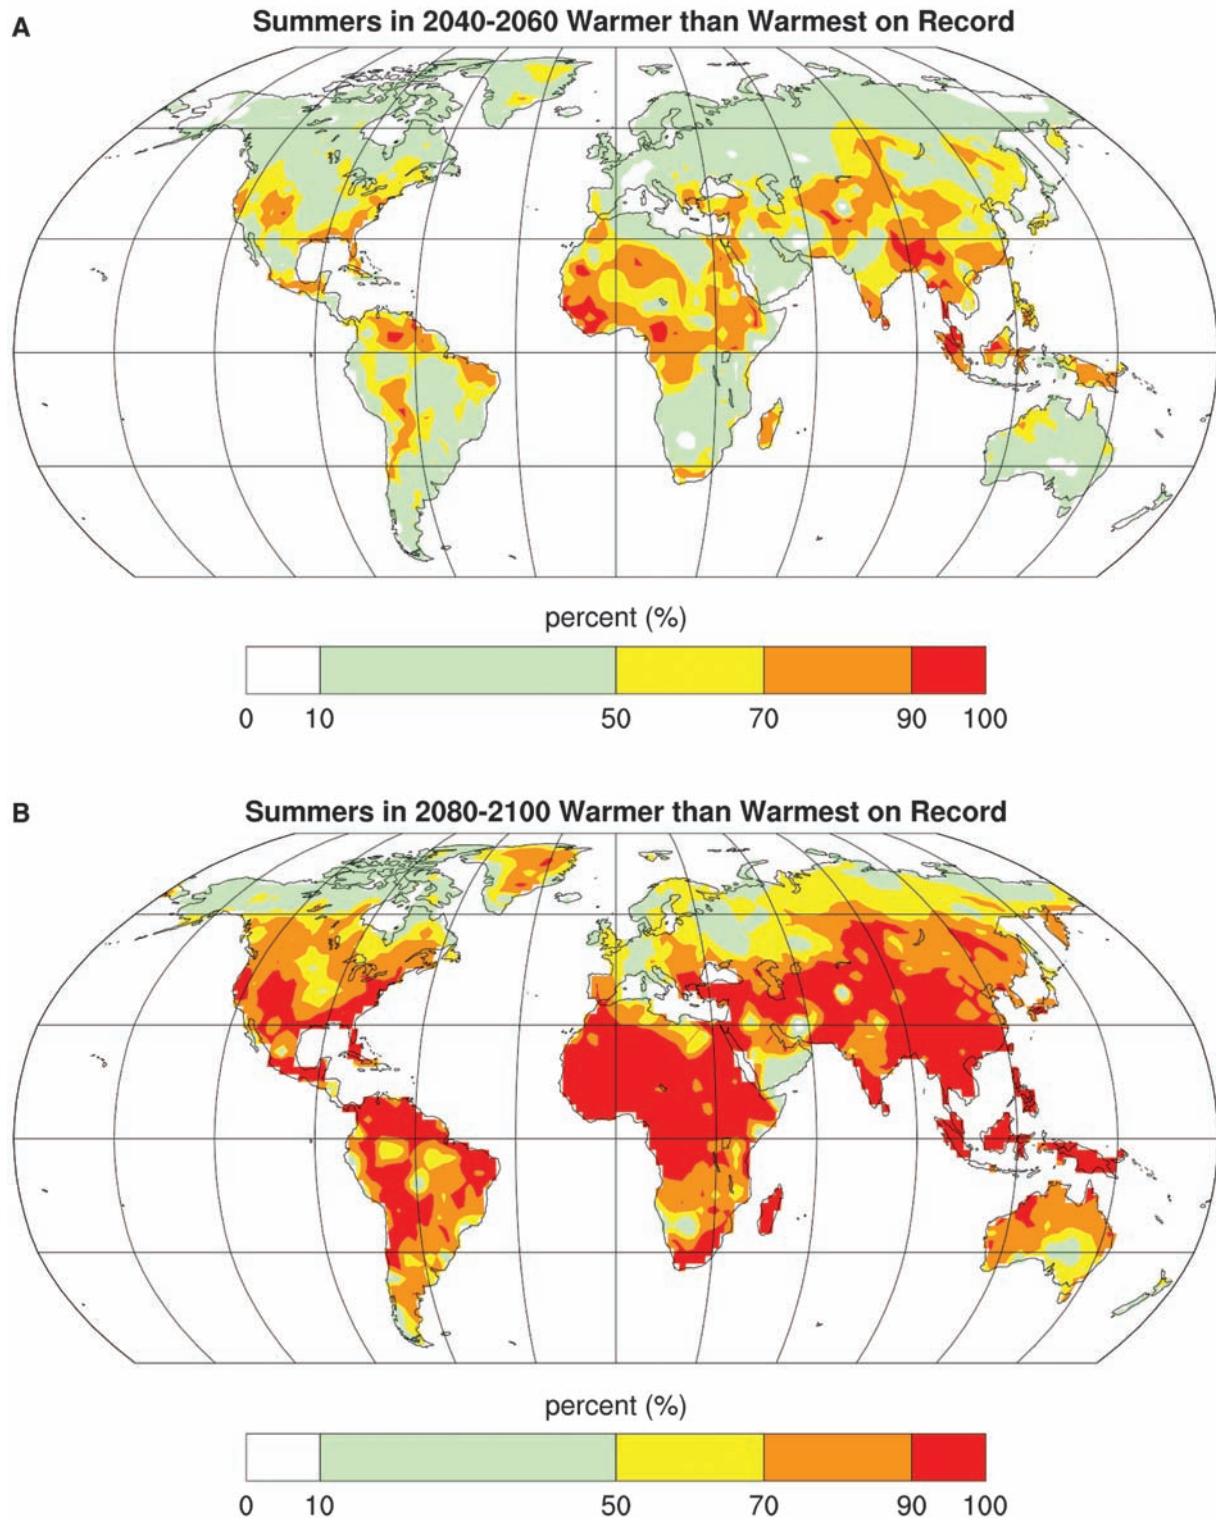 A
Summers in 2040-2060 Warmer than Warmest on Record
percent (%)
0 10 50 70 90 100
B
Summers in 2080-2100 Warmer than Warmest on Record
percent (%)
0 10 50 70 90 100